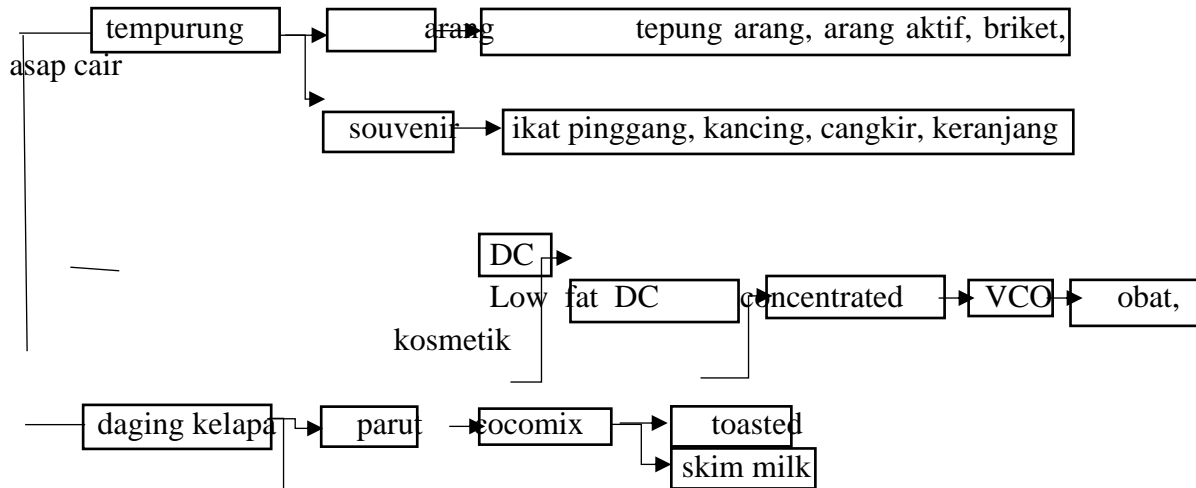 tempurung arang tepung arang, arang aktif, briket,
asap cair
souvenir ikat pinggang, kancing, cangkir, keranjang
DC
Low fat DC concentrated VCO obat,
kosmetik
daging kelapa parut cocomix toasted
skim milk